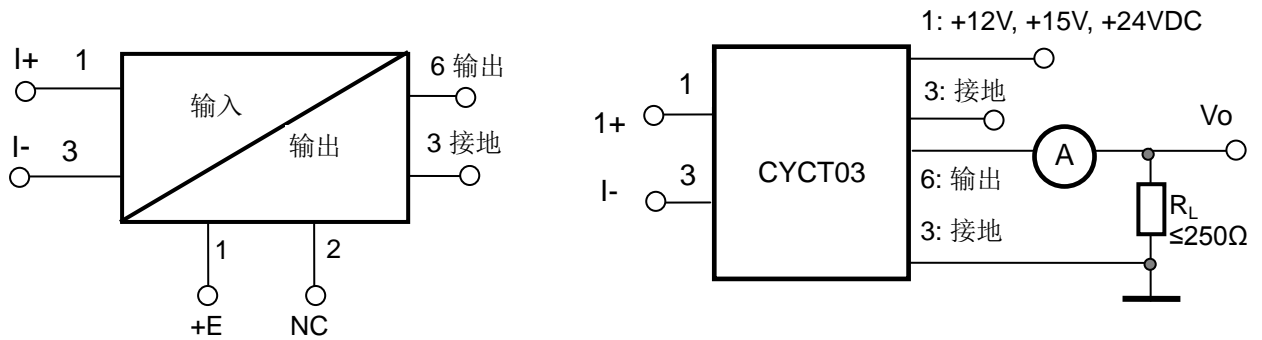 I+ 1
输入
输出
I- 3
6 输出
3 接地
1
2
+E
NC
1: +12V, +15V, +24VDC
3: 接地
1
1+
3
I-
CYCT03
A
Vo
6: 输出
3: 接地
RL
≤250Ω